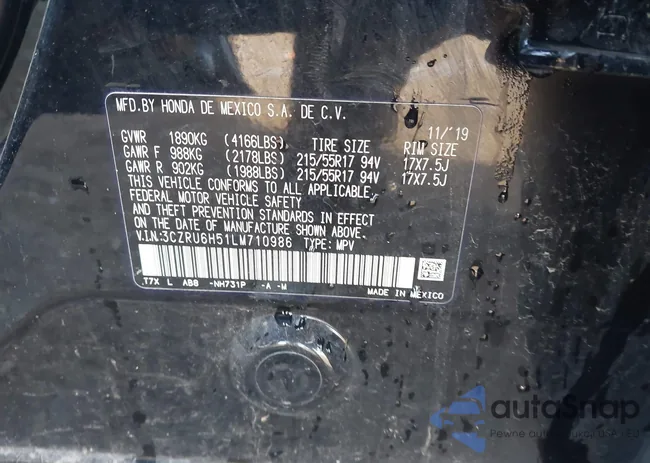 MFD.BY HONDA DE MEXICO S.A. DE C.V.
11/'19
GVWR 1890KG (4166LBS) TIRE SIZE RIM SIZE
GAWR F 988KG (2178LBS) 215/55R17 94V 17X7.5J
GAWR R 902KG (1988LBS) 215/55R17 94V 17X7.5J
THIS VEHICLE CONFORMS TO ALL APPLICABLE
FEDERAL MOTOR VEHICLE SAFETY
AND THEFT PREVENTION STANDARDS IN EFFECT
ON THE DATE OF MANUFACTURE SHOWN ABOVE.
V.I.N:3CZRU6H51LM710986 TYPE: MPV
T7X L AB8 -NH731P -A -M
MADE IN MEXICO
autoSnap
Pewne auto